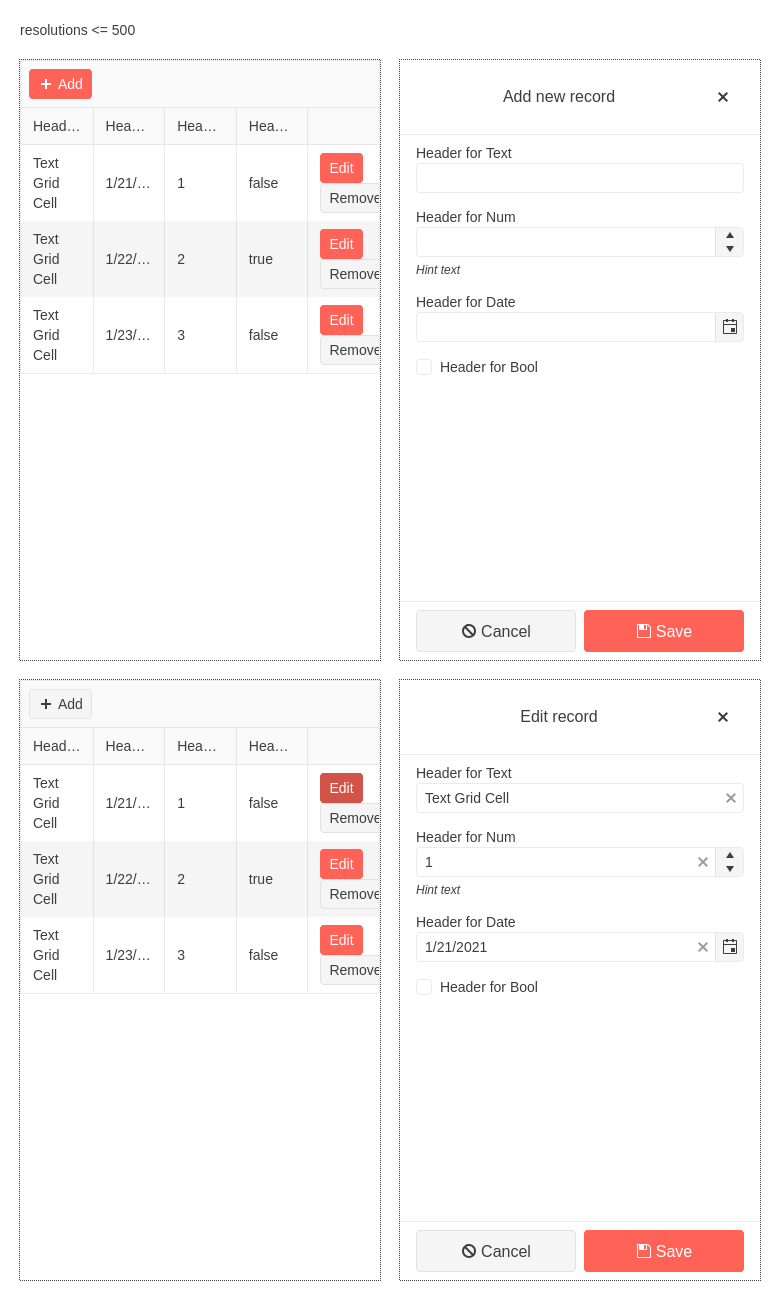 resolutions <= 500
Add
Head… Hea… Hea… Hea…
Text Grid Cell 1/21/… 1 false Edit Remove
Text Grid Cell 1/22/… 2 true Edit Remove
Text Grid Cell 1/23/… 3 false Edit Remove
Add new record
Header for Text
Header for Num
Hint text
Header for Date
Header for Bool
Cancel Save
Add
Head… Hea… Hea… Hea…
Text Grid Cell 1/21/… 1 false Edit Remove
Text Grid Cell 1/22/… 2 true Edit Remove
Text Grid Cell 1/23/… 3 false Edit Remove
Edit record
Header for Text
Text Grid Cell
Header for Num
1
Hint text
Header for Date
1/21/2021
Header for Bool
Cancel Save